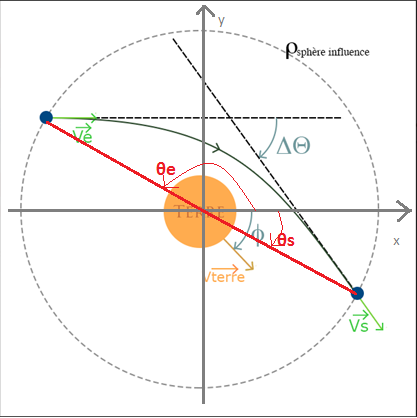 y
ρsphère influence
Ve
ΔΘ
θe
Terre
ϕ
θs
x
Vterre
Vs